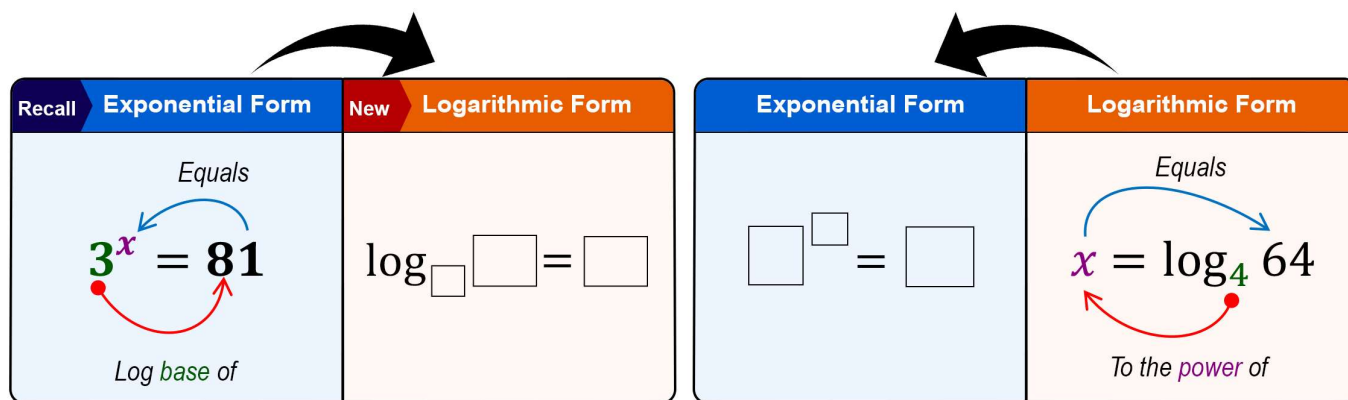 Recall Exponential Form New Logarithmic Form
Equals
3ˣ = 81
Log base of
log□ □ = □
Exponential Form Logarithmic Form
□^□ = □
Equals
x = log₄ 64
To the power of